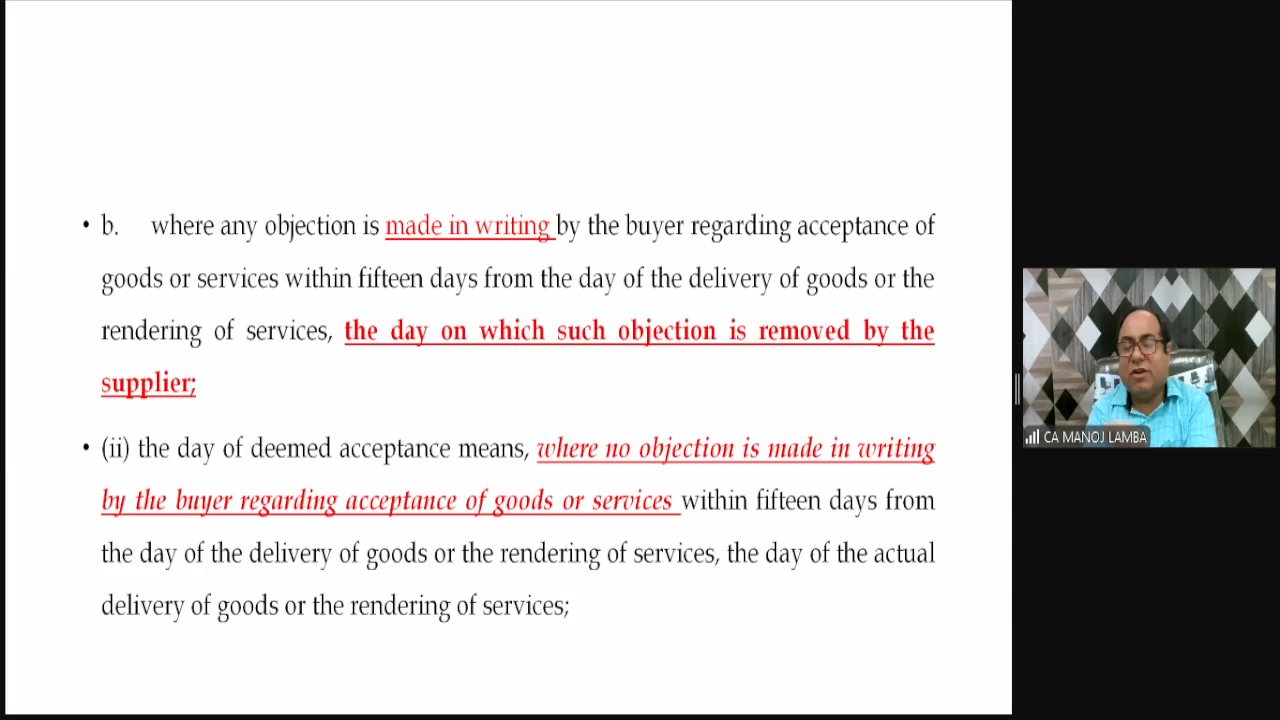 • b. where any objection is made in writing by the buyer regarding acceptance of
goods or services within fifteen days from the day of the delivery of goods or the
rendering of services, the day on which such objection is removed by the
supplier;
• (ii) the day of deemed acceptance means, where no objection is made in writing
by the buyer regarding acceptance of goods or services within fifteen days from
the day of the delivery of goods or the rendering of services, the day of the actual
delivery of goods or the rendering of services;
CA MANOJ LAMBA